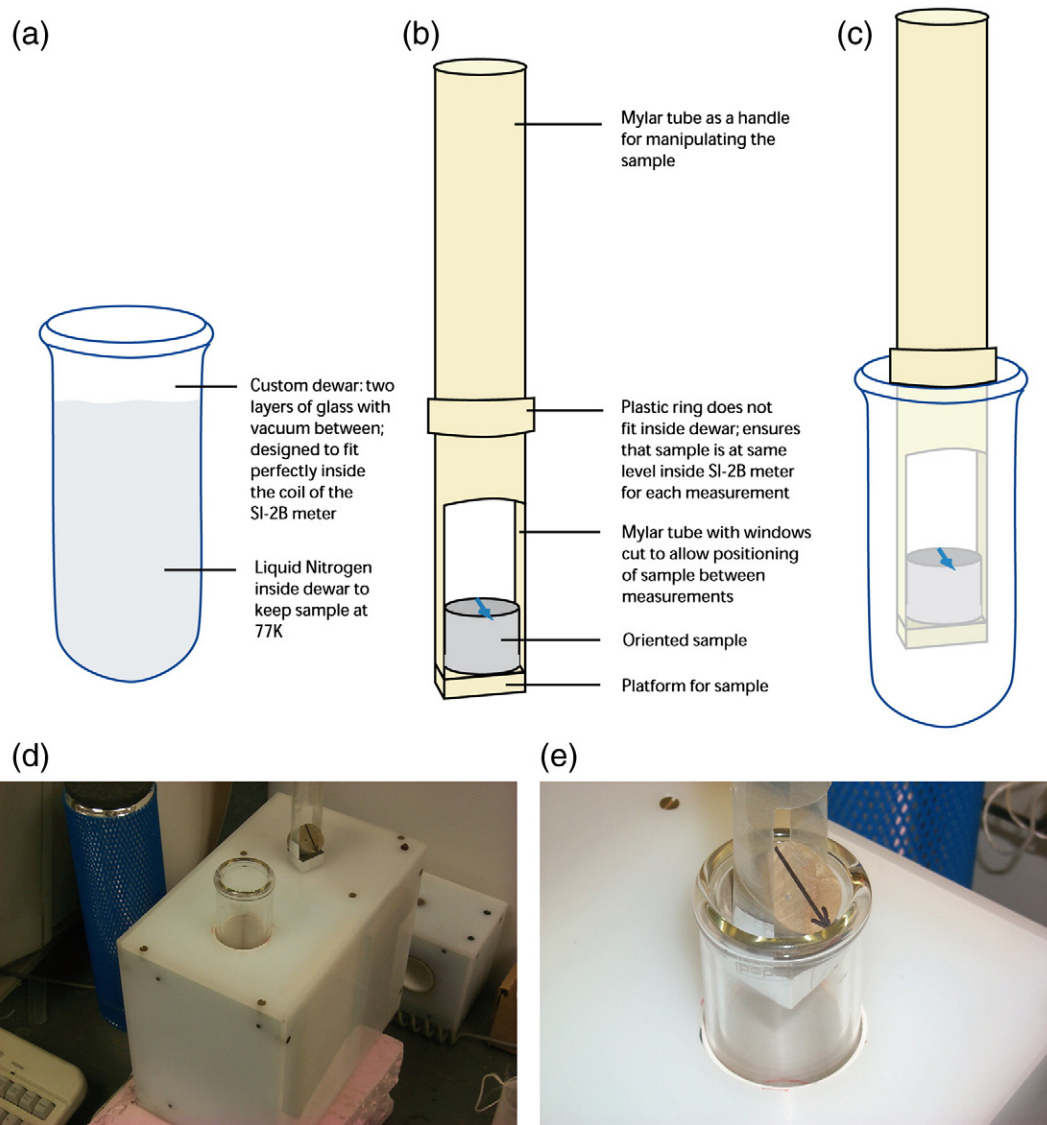 (a)
(b)
(c)
Mylar tube as a handle
for manipulating the
sample
Custom dewar: two
layers of glass with
vacuum between;
designed to fit
perfectly inside
the coil of the
SI-2B meter
Liquid Nitrogen
inside dewar to
keep sample at
77K
Plastic ring does not
fit inside dewar; ensures
that sample is at same
level inside SI-2B meter
for each measurement
Mylar tube with windows
cut to allow positioning
of sample between
measurements
Oriented sample
Platform for sample
(d)
(e)